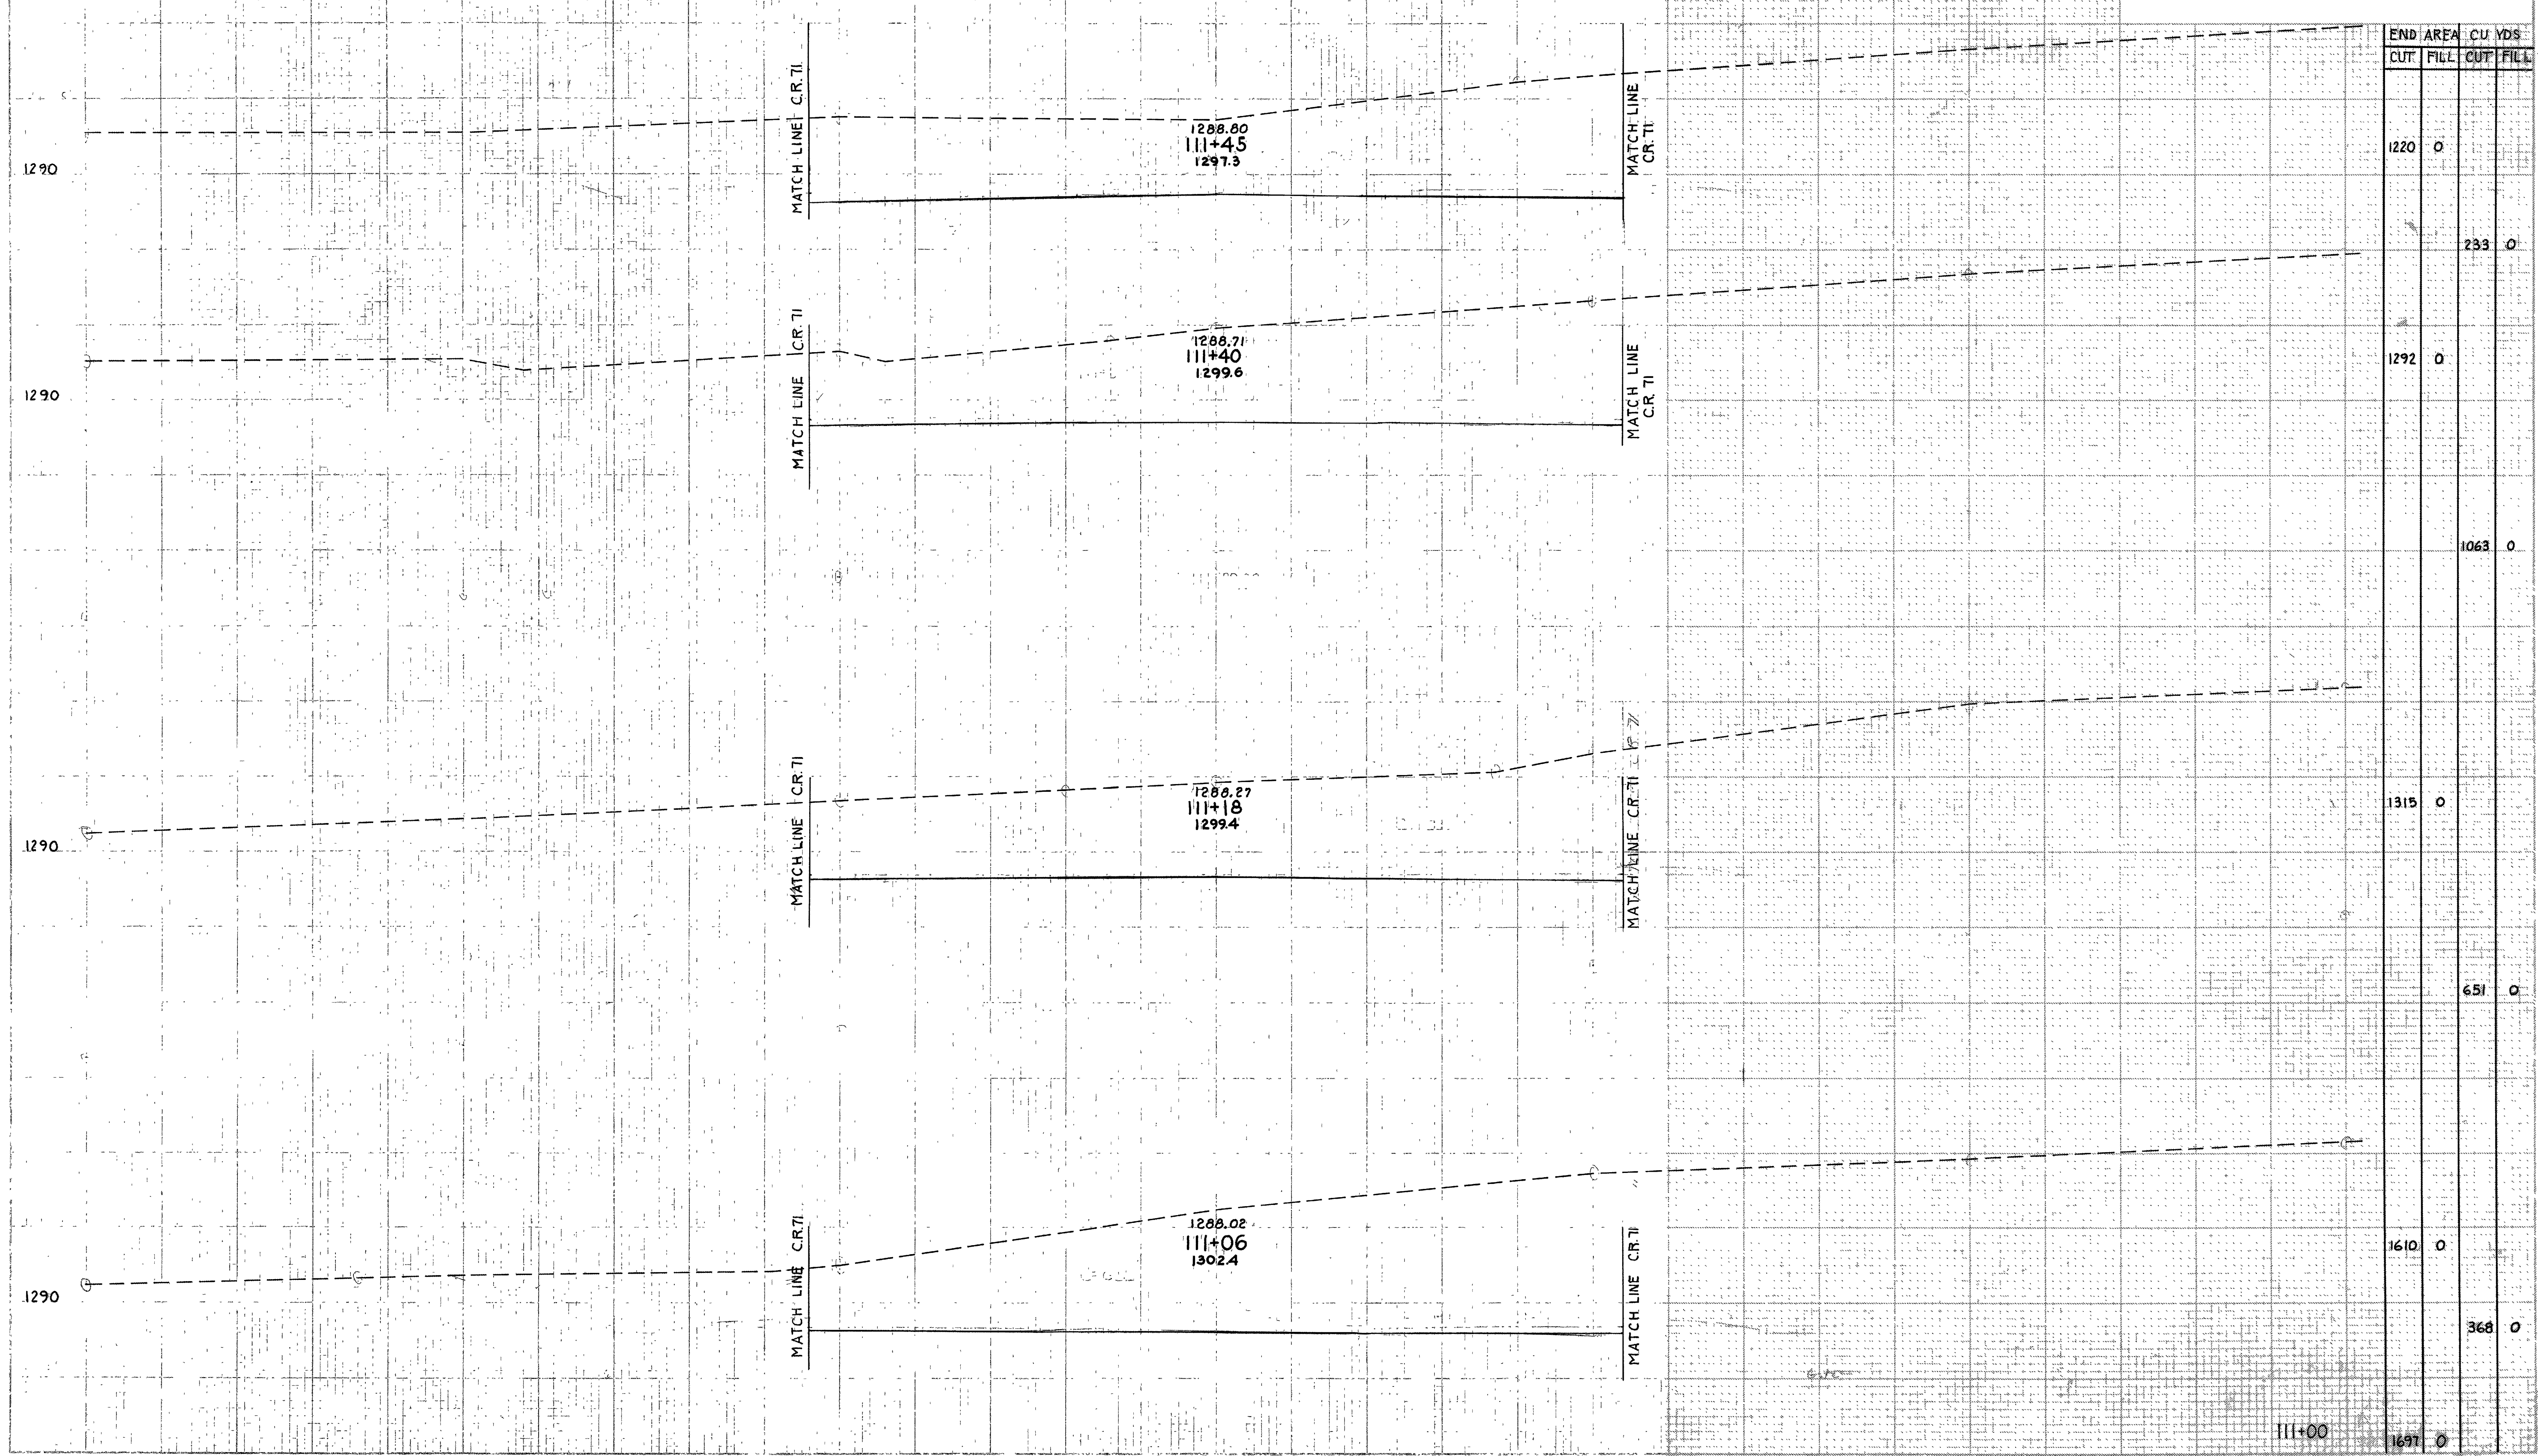 END AREA CU YDS
CUT FILL CUT FILL
MATCH LINE C.R. 71
MATCH LINE
C.R. 71
1290
1288.80
111+45
1297.3
1220 0
233 0
MATCH LINE C.R. 71
MATCH LINE
C.R. 71
1290
1288.71
111+40
1299.6
1292 0
1063 0
MATCH LINE C.R. 71
MATCH LINE C.R. 71
1290
1288.27
111+18
1299.4
1315 0
651 0
MATCH LINE C.R. 71
MATCH LINE C.R. 71
1290
1288.02
111+06
1302.4
1610 0
368 0
111+00
1697 0